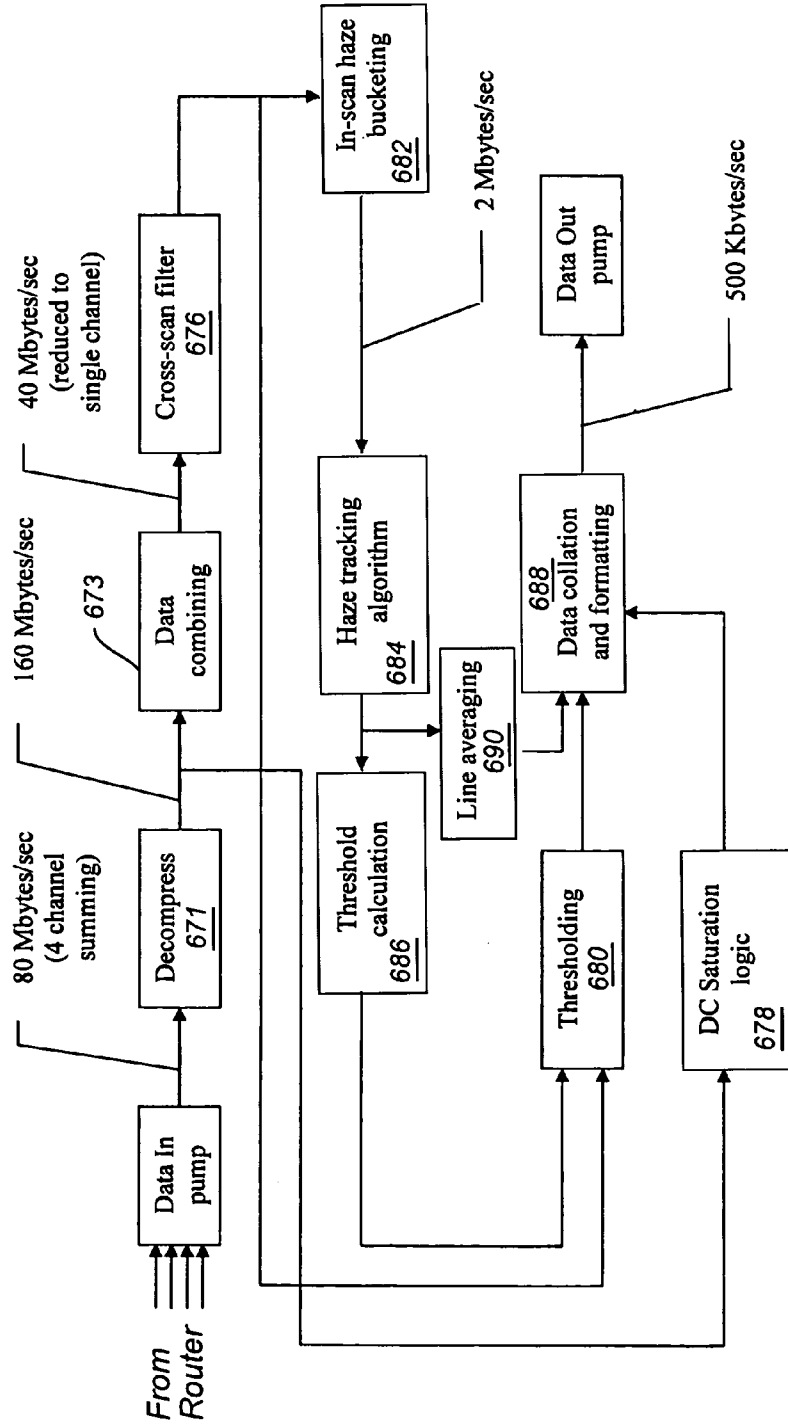 From
Router
Data In
pump
80 Mbytes/sec
(4 channel
summing)
Decompress
671
160 Mbytes/sec
673
Data
combining
40 Mbytes/sec
(reduced to
single channel)
Cross-scan filter
676
In-scan haze
bucketing
682
2 Mbytes/sec
Haze tracking
algorithm
684
Threshold
calculation
686
Line averaging
690
Thresholding
680
DC Saturation
logic
678
688
Data collation
and formatting
500 Kbytes/sec
Data Out
pump